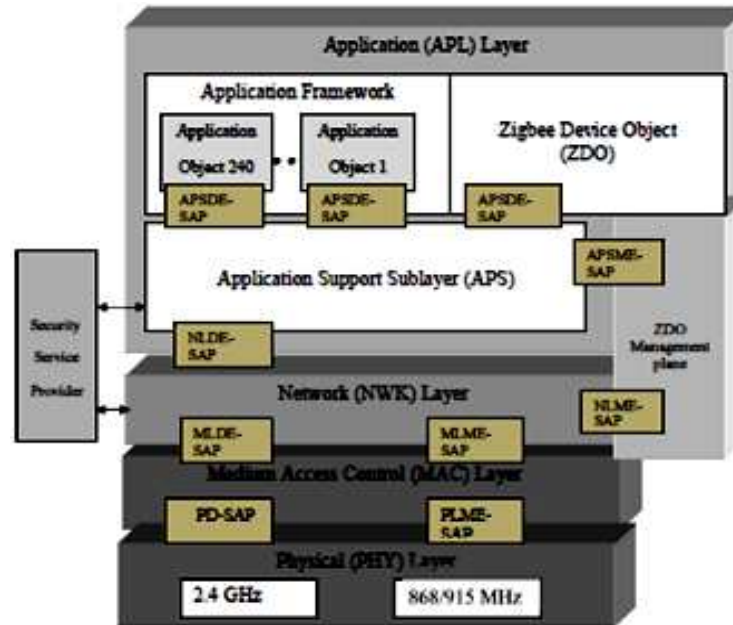 Application (APL) Layer
Application Framework
Application
Object 240
Application
Object 1
Zigbee Device Object
(ZDO)
APSDE-
SAP
APSDE-
SAP
APSDE-
SAP
Application Support Sublayer (APS)
APSME-
SAP
Security
Service
Provider
NLDE-
SAP
ZDO
Management
plane
Network (NWK) Layer
NLME-
SAP
MLDE-
SAP
MLME-
SAP
Medium Access Control (MAC) Layer
PD-SAP
PLME-
SAP
Physical (PHY) Layer
2.4 GHz
868/915 MHz